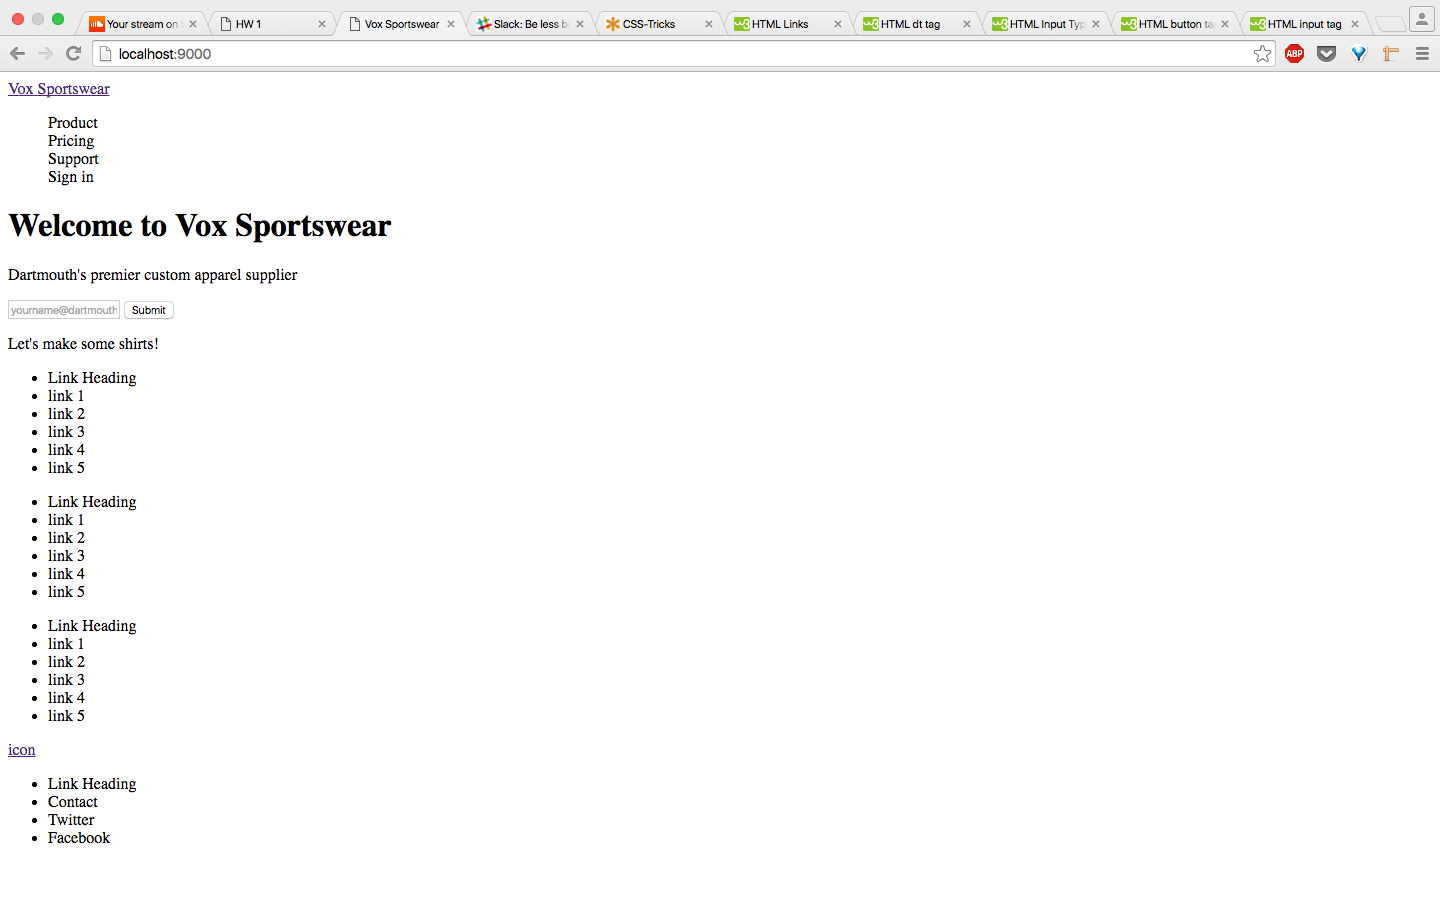 Your stream on
HW 1
Vox Sportswear
Slack: Be less b
CSS-Tricks
HTML Links
HTML dt tag
HTML Input Typ
HTML button ta
HTML input tag
localhost:9000
ABP
Vox Sportswear
Product
Pricing
Support
Sign in
Welcome to Vox Sportswear
Dartmouth's premier custom apparel supplier
yourname@dartmouth
Submit
Let's make some shirts!
Link Heading
link 1
link 2
link 3
link 4
link 5
Link Heading
link 1
link 2
link 3
link 4
link 5
Link Heading
link 1
link 2
link 3
link 4
link 5
icon
Link Heading
Contact
Twitter
Facebook